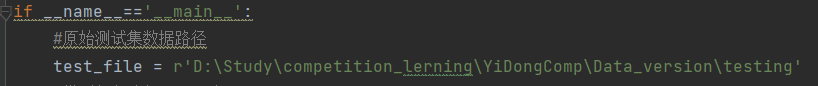 if __name__=='__main__':
#原始测试集数据路径
test_file = r'D:\Study\competition_lerning\YiDongComp\Data_version\testing'